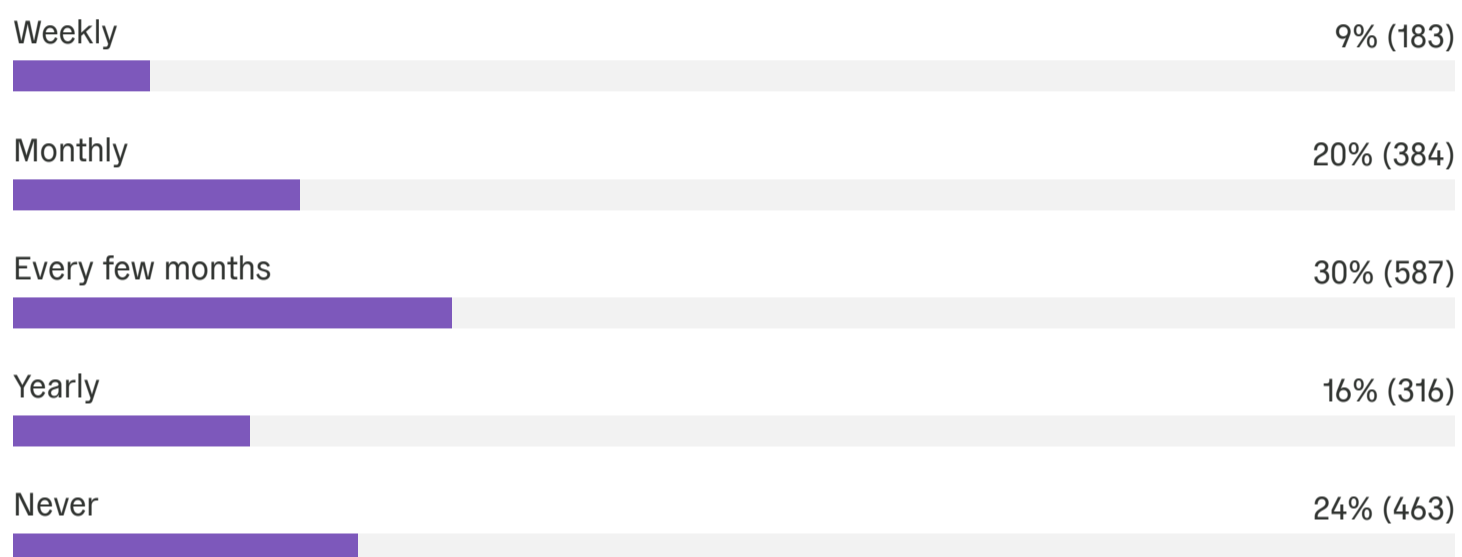 Weekly 9% (183)
Monthly 20% (384)
Every few months 30% (587)
Yearly 16% (316)
Never 24% (463)